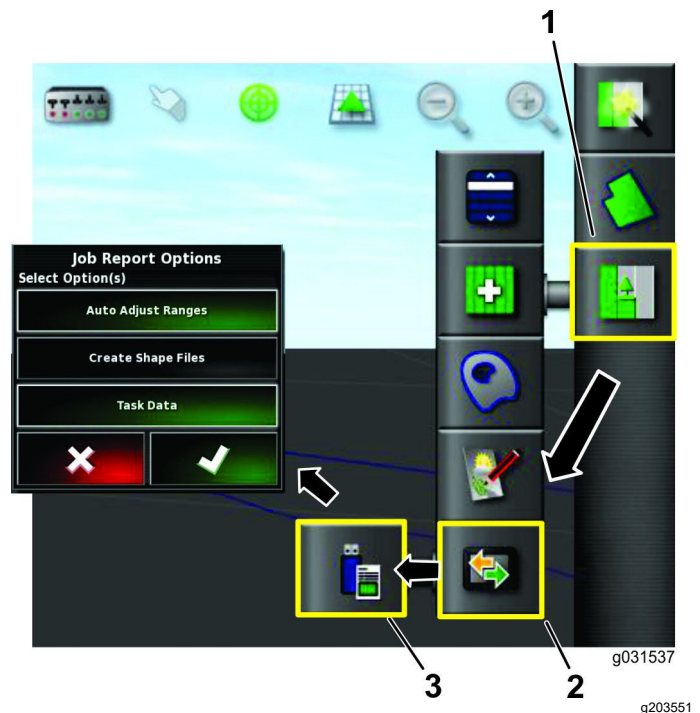 1
Job Report Options
Select Option(s)
Auto Adjust Ranges
Create Shape Files
Task Data
g031537
3
2
g203551